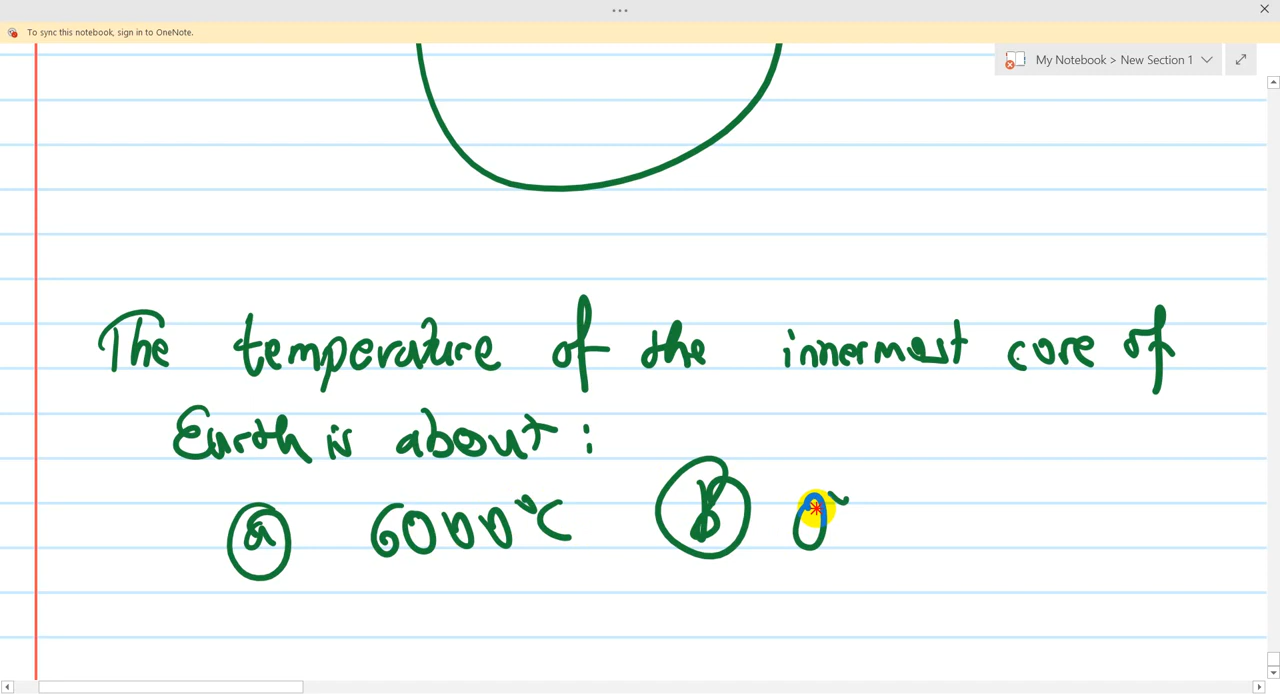 To sync this notebook, sign in to OneNote.
My Notebook > New Section 1
The temperature of the innermost core of
Earth is about :
a 6000°C b 0°